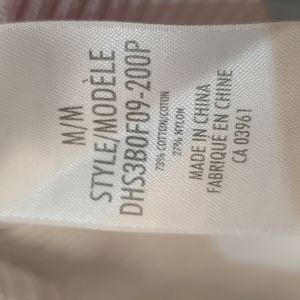 M/M
STYLE/MODÈLE
DHS3B0F09-200P
73% COTTON/COTON
27% NYLON
MADE IN CHINA
FABRIQUÉ EN CHINE
CA 03961